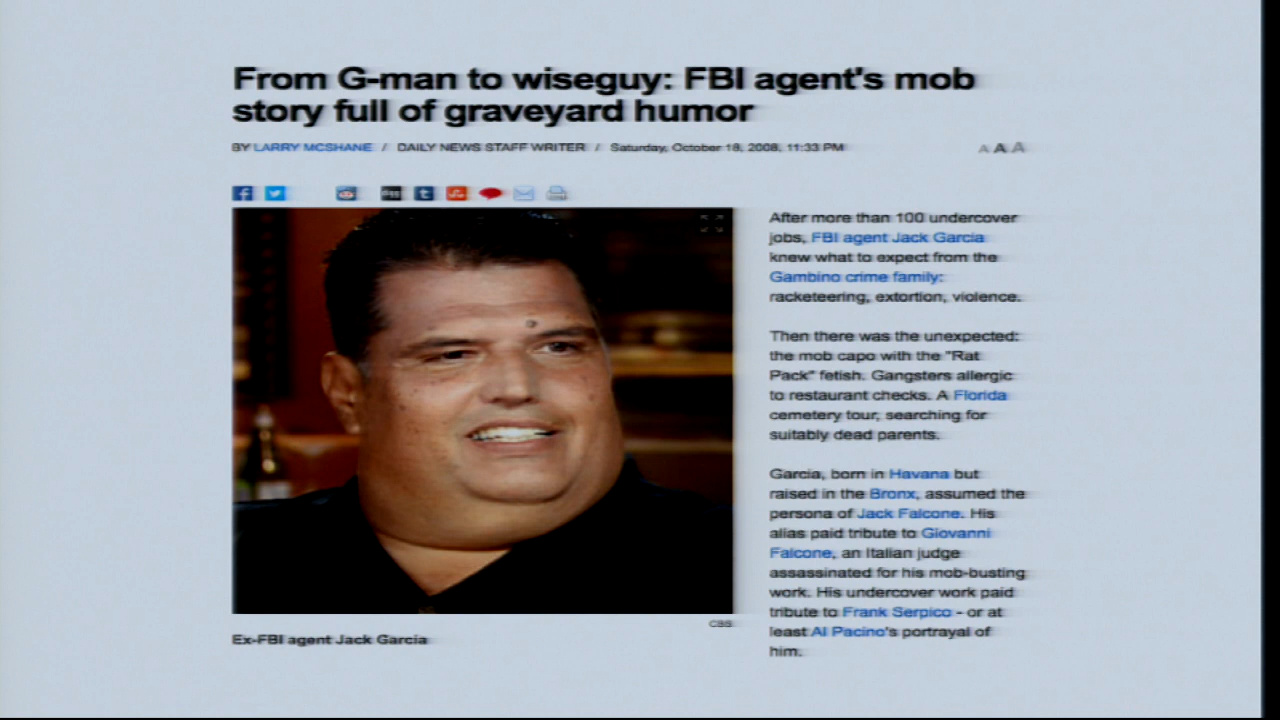 From G-man to wiseguy: FBI agent's mob
story full of graveyard humor
BY LARRY MCSHANE / DAILY NEWS STAFF WRITER / Saturday, October 18, 2008, 11:33 PM
A A A
After more than 100 undercover
jobs, FBI agent Jack Garcia
knew what to expect from the
Gambino crime family:
racketeering, extortion, violence.
Then there was the unexpected:
the mob capo with the "Rat
Pack" fetish. Gangsters allergic
to restaurant checks. A Florida
cemetery tour, searching for
suitably dead parents.
Garcia, born in Havana but
raised in the Bronx, assumed the
persona of Jack Falcone. His
alias paid tribute to Giovanni
Falcone, an Italian judge
assassinated for his mob-busting
work. His undercover work paid
tribute to Frank Serpico - or at
least Al Pacino's portrayal of
him.
CBS
Ex-FBI agent Jack Garcia